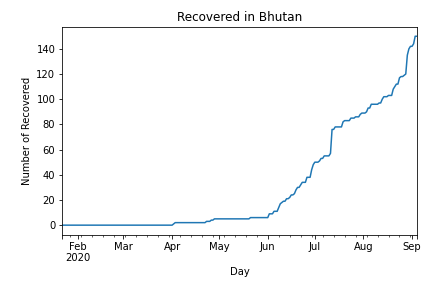 Recovered in Bhutan
Number of Recovered
140
120
100
80
60
40
20
0
Feb Mar Apr May Jun Jul Aug Sep
2020
Day